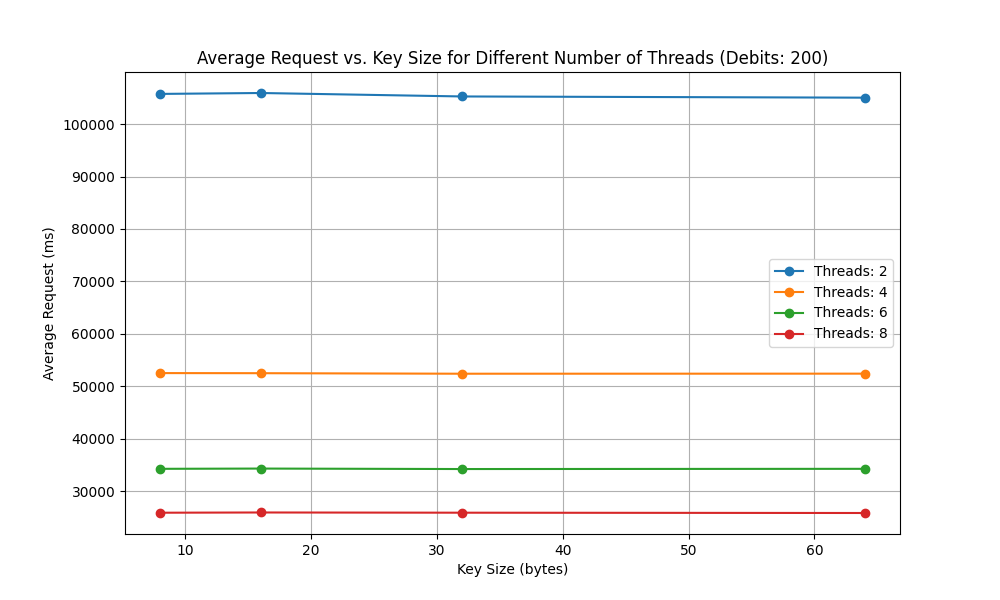 Average Request vs. Key Size for Different Number of Threads (Debits: 200)
Average Request (ms)
100000
90000
80000
70000
60000
50000
40000
30000
Threads: 2
Threads: 4
Threads: 6
Threads: 8
10 20 30 40 50 60
Key Size (bytes)